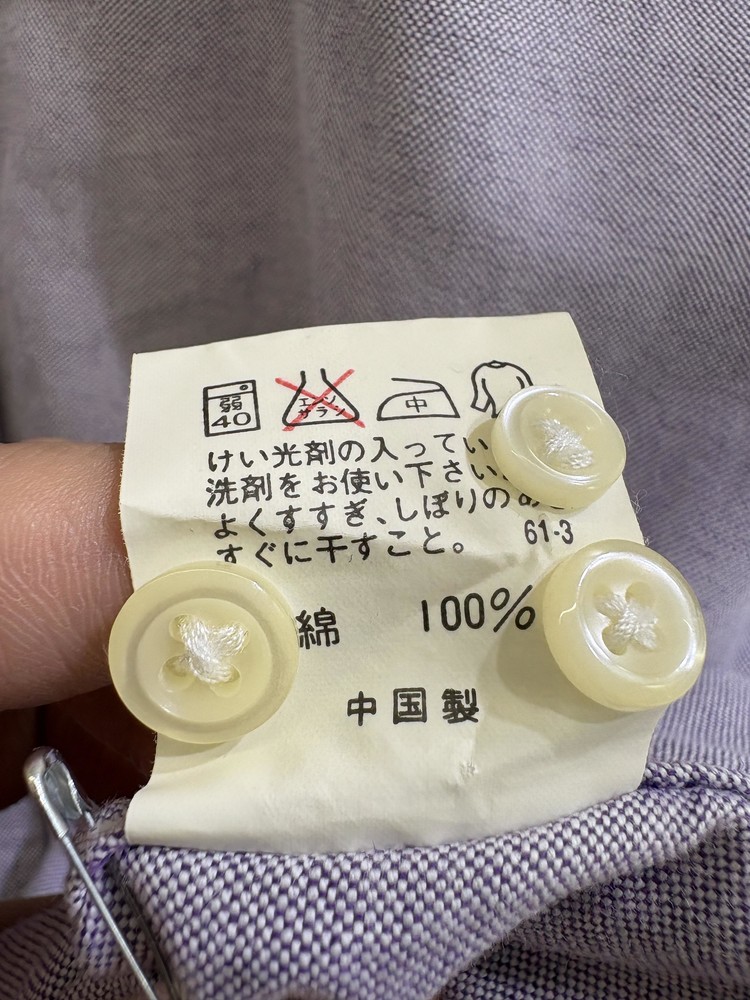 弱
40
エンソ
サラシ
中
けい光剤の入ってい
洗剤をお使い下さい
よくすすぎ、しぼりの
すぐに干すこと。
61-3
綿 100%
中国製